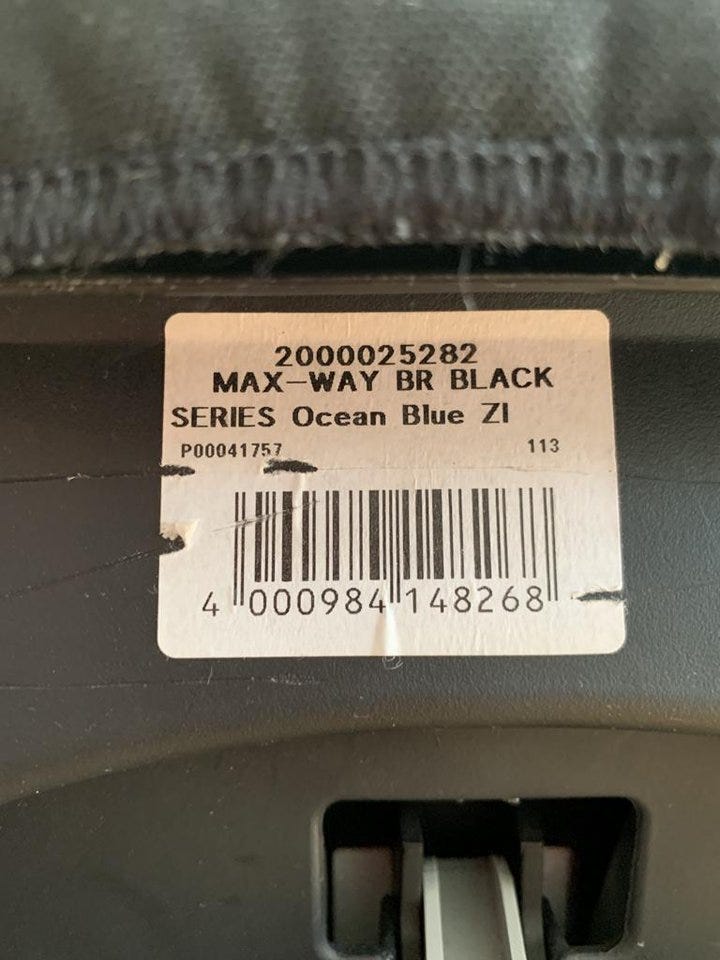 2000025282
MAX-WAY BR BLACK
SERIES Ocean Blue ZI
P00041757 113
4 000984 148268